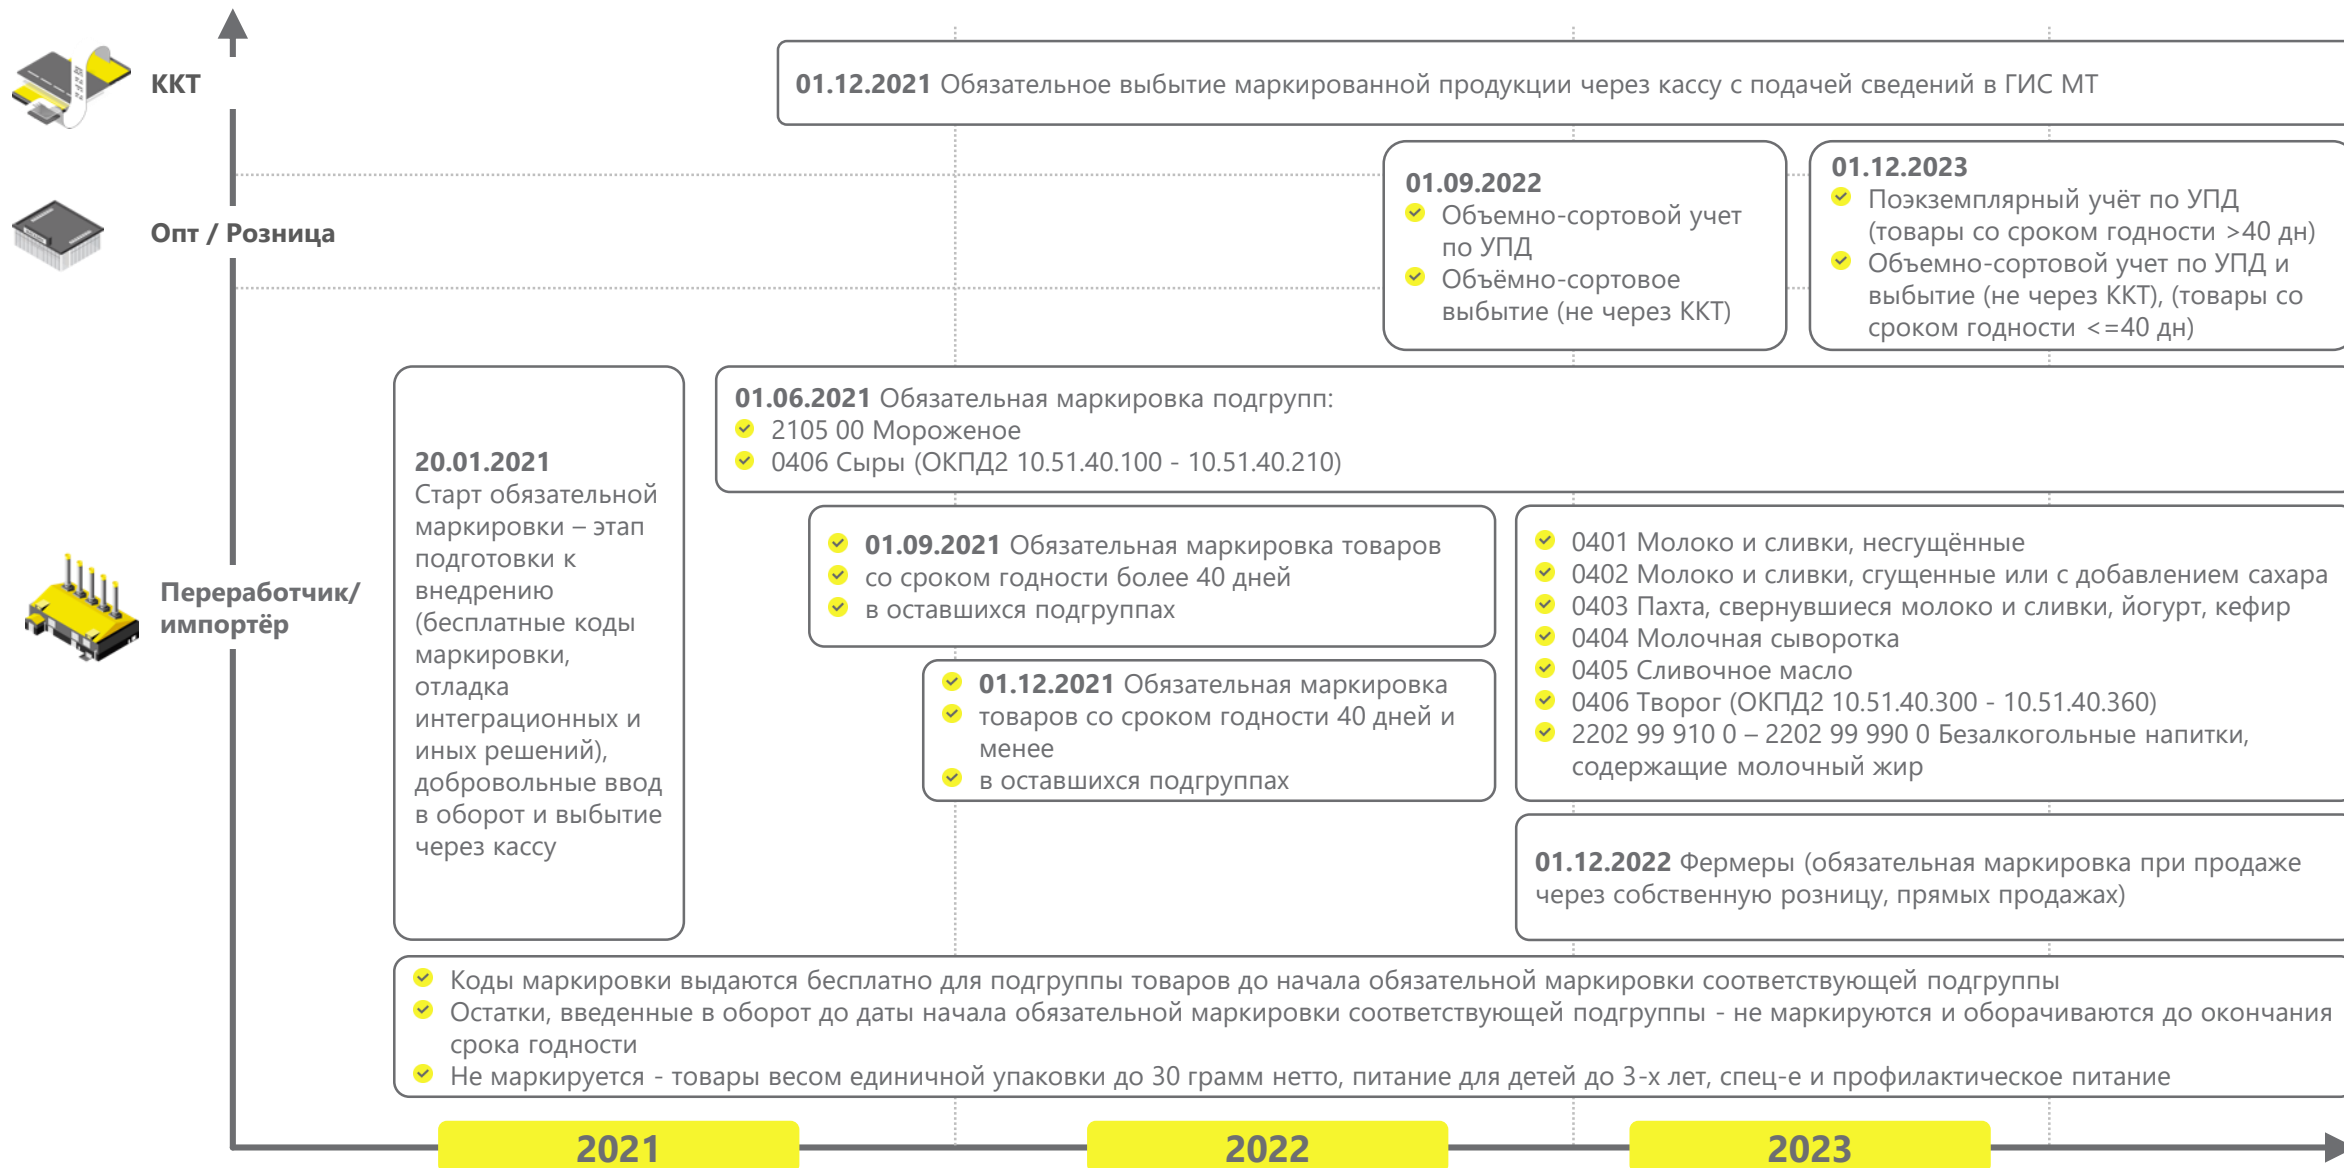 ККТ
01.12.2021 Обязательное выбытие маркированной продукции через кассу с подачей сведений в ГИС МТ
Опт / Розница
01.09.2022
Объемно-сортовой учет
по УПД
Объёмно-сортовое
выбытие (не через ККТ)
01.12.2023
Поэкземплярный учёт по УПД
(товары со сроком годности >40 дн)
Объемно-сортовой учет по УПД и
выбытие (не через ККТ), (товары со
сроком годности <=40 дн)
Переработчик/
импортёр
20.01.2021
Старт обязательной
маркировки – этап
подготовки к
внедрению
(бесплатные коды
маркировки,
отладка
интеграционных и
иных решений),
добровольные ввод
в оборот и выбытие
через кассу
01.06.2021 Обязательная маркировка подгрупп:
2105 00 Мороженое
0406 Сыры (ОКПД2 10.51.40.100 - 10.51.40.210)
01.09.2021 Обязательная маркировка товаров
со сроком годности более 40 дней
в оставшихся подгруппах
01.12.2021 Обязательная маркировка
товаров со сроком годности 40 дней и
менее
в оставшихся подгруппах
0401 Молоко и сливки, несгущённые
0402 Молоко и сливки, сгущенные или с добавлением сахара
0403 Пахта, свернувшиеся молоко и сливки, йогурт, кефир
0404 Молочная сыворотка
0405 Сливочное масло
0406 Творог (ОКПД2 10.51.40.300 - 10.51.40.360)
2202 99 910 0 – 2202 99 990 0 Безалкогольные напитки,
содержащие молочный жир
01.12.2022 Фермеры (обязательная маркировка при продаже
через собственную розницу, прямых продажах)
Коды маркировки выдаются бесплатно для подгруппы товаров до начала обязательной маркировки соответствующей подгруппы
Остатки, введенные в оборот до даты начала обязательной маркировки соответствующей подгруппы - не маркируются и оборачиваются до окончания
срока годности
Не маркируется - товары весом единичной упаковки до 30 грамм нетто, питание для детей до 3-х лет, спец-е и профилактическое питание
2021
2022
2023